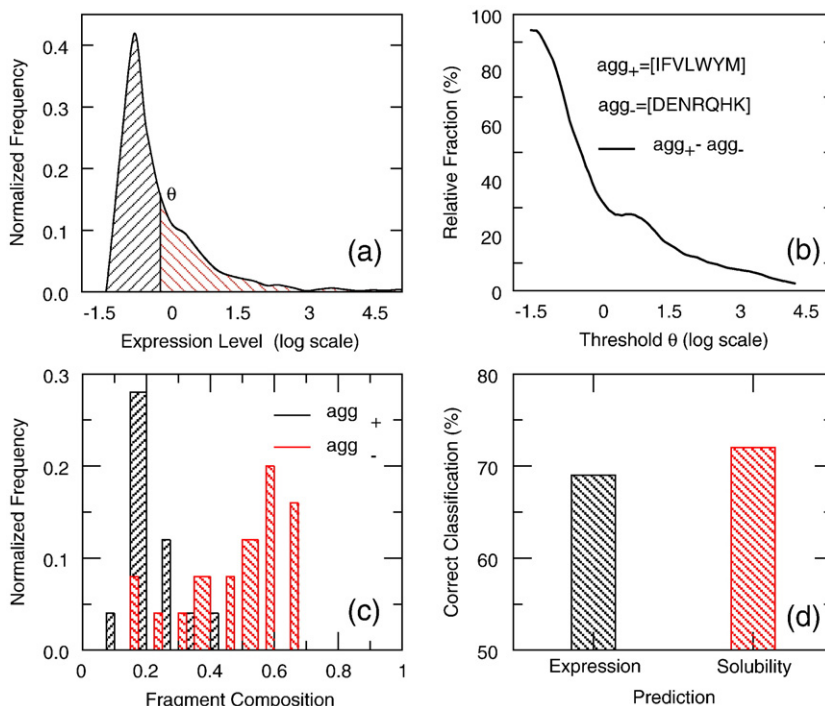 0.4
0.3
0.2
0.1
0.0
Normalized Frequency
θ
(a)
-1.5 0 1.5 3 4.5
Expression Level (log scale)
100
80
60
40
20
0
Relative Fraction (%)
agg+=[IFVLWYM]
agg-=[DENRQHK]
agg+- agg-
(b)
-1.5 0 1.5 3 4.5
Threshold θ (log scale)
0.3
0.2
0.1
0.0
Normalized Frequency
agg +
agg -
(c)
0 0.2 0.4 0.6 0.8 1
Fragment Composition
80
70
60
50
Correct Classification (%)
(d)
Expression Solubility
Prediction